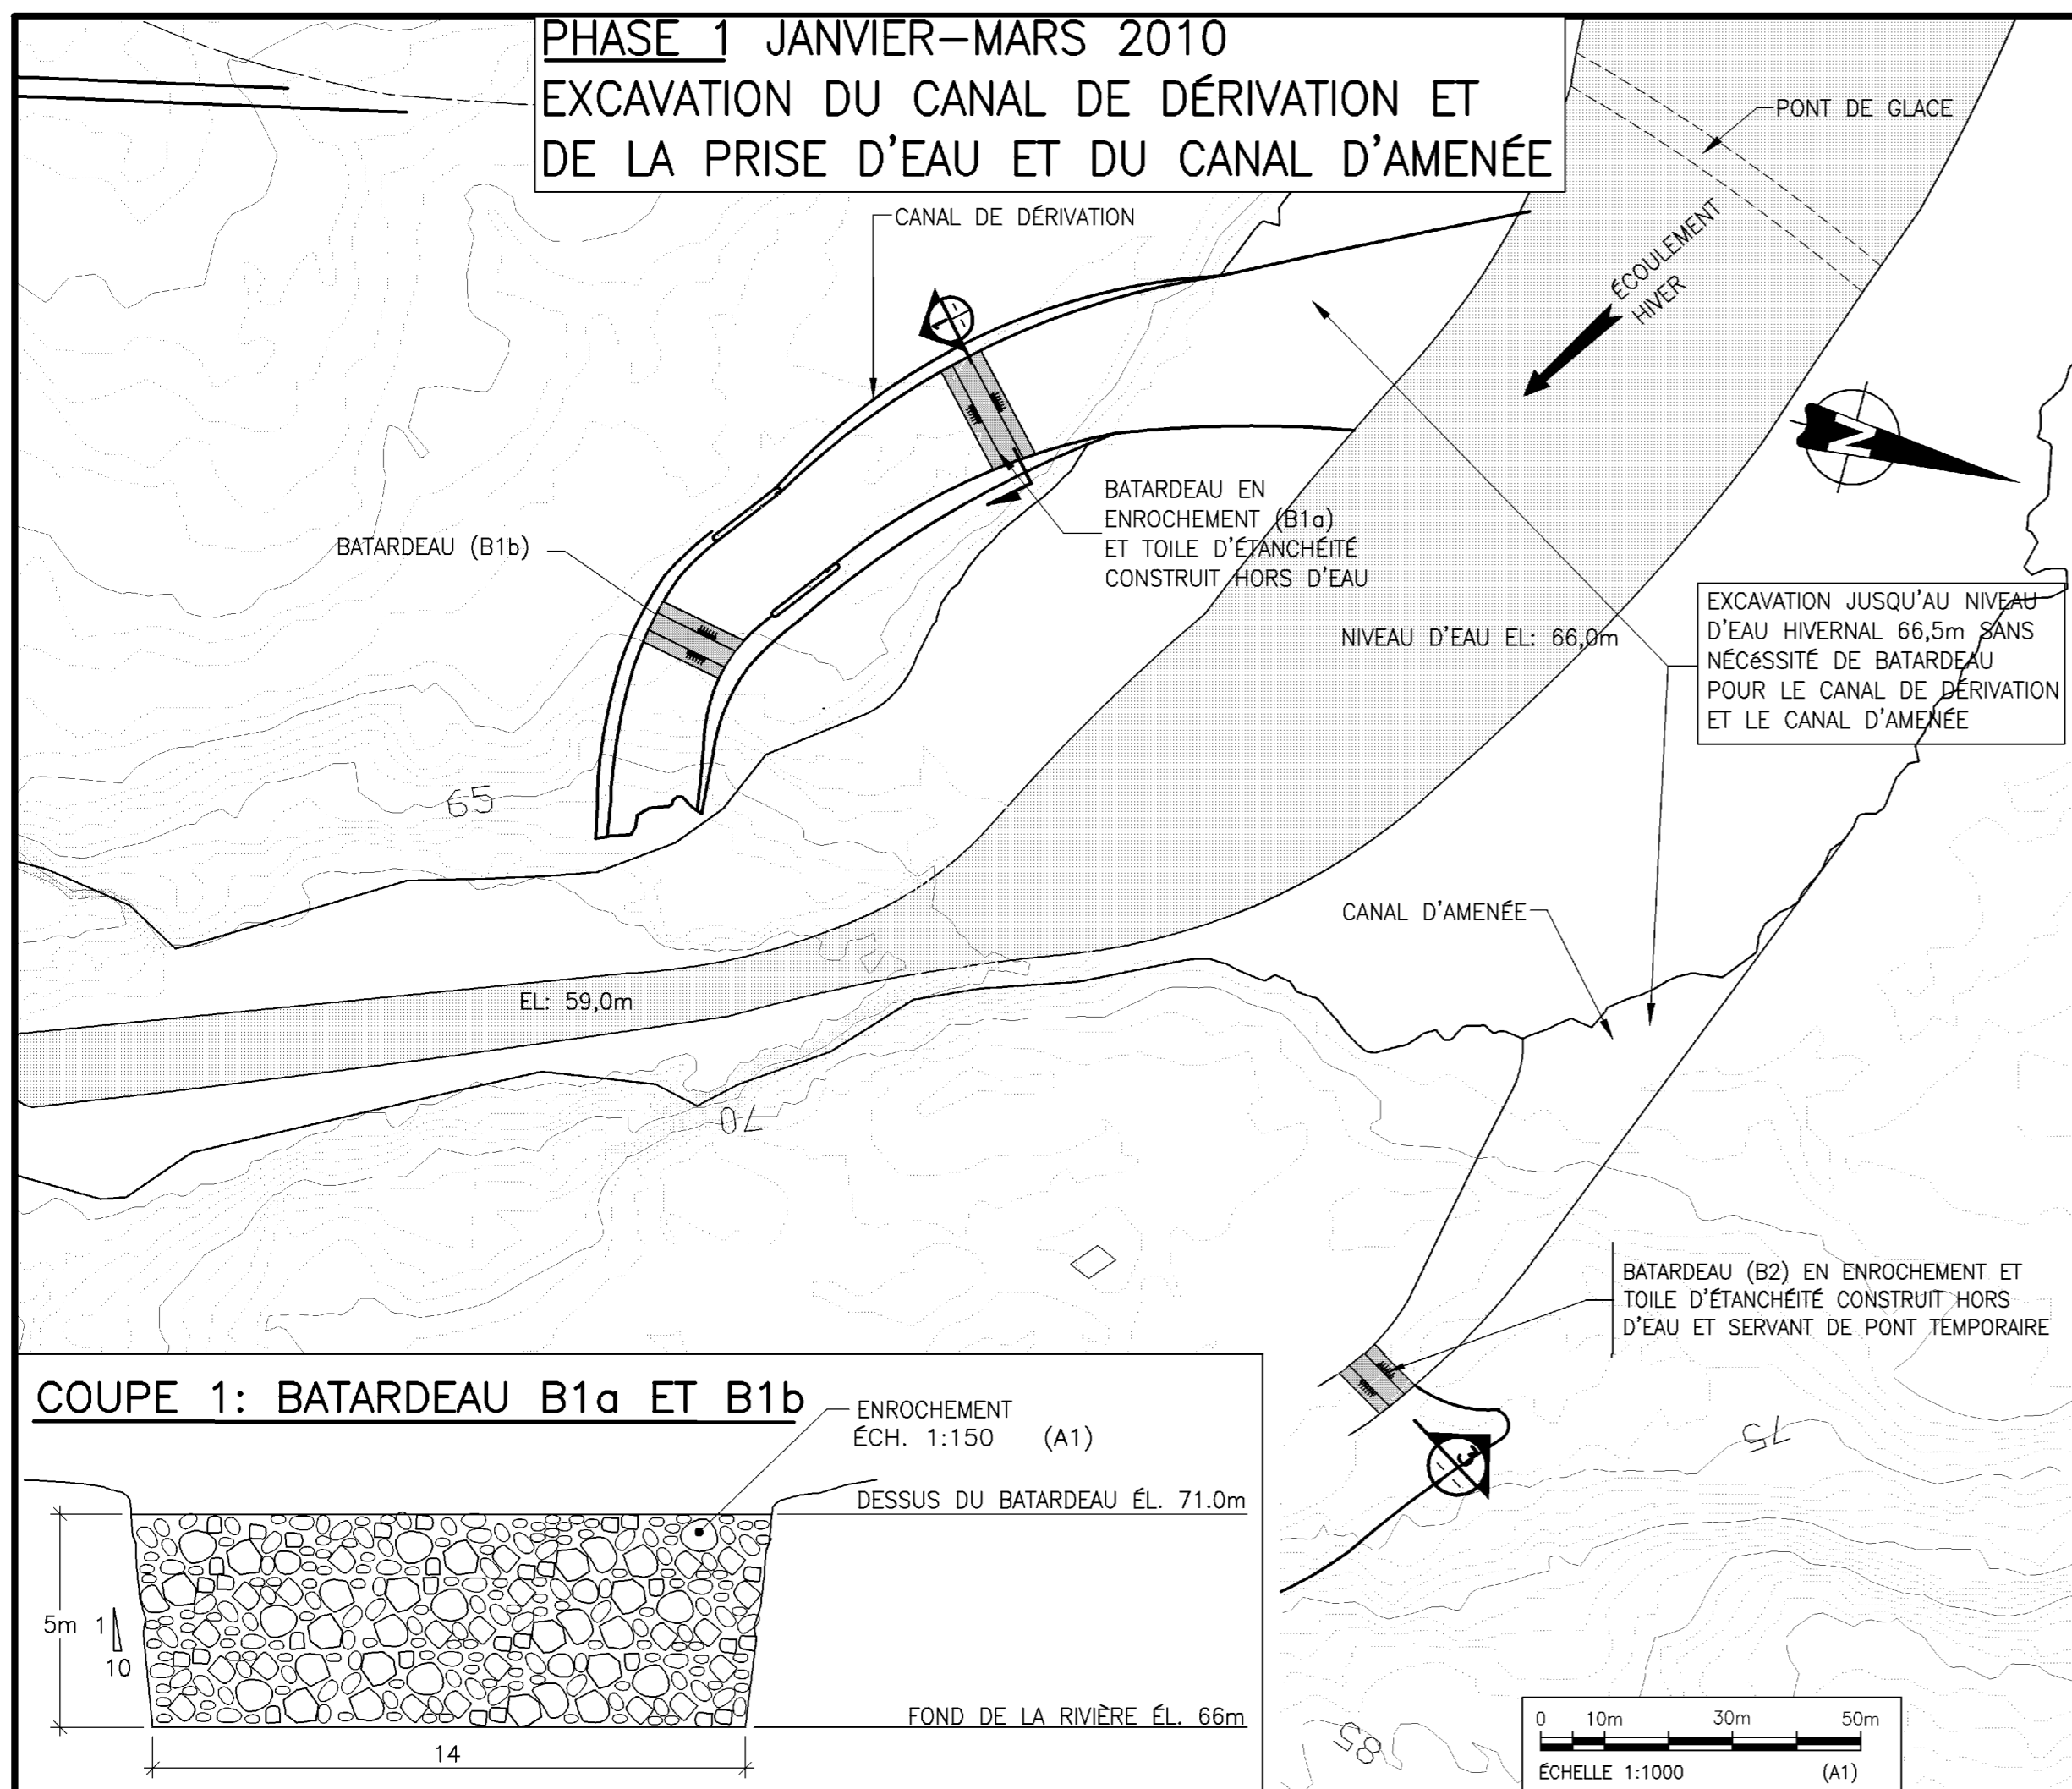 PHASE 1 JANVIER-MARS 2010
EXCAVATION DU CANAL DE DÉRIVATION ET
DE LA PRISE D'EAU ET DU CANAL D'AMENÉE
PONT DE GLACE
CANAL DE DÉRIVATION
ÉCOULEMENT
HIVER
1
N
BATARDEAU EN
ENROCHEMENT (B1a)
ET TOILE D'ÉTANCHÉITÉ
CONSTRUIT HORS D'EAU
BATARDEAU (B1b)
EXCAVATION JUSQU'AU NIVEAU
D'EAU HIVERNAL 66,5m SANS
NÉCéSSITÉ DE BATARDEAU
POUR LE CANAL DE DÉRIVATION
ET LE CANAL D'AMENÉE
NIVEAU D'EAU EL: 66,0m
65
CANAL D'AMENÉE
EL: 59,0m
70
BATARDEAU (B2) EN ENROCHEMENT ET
TOILE D'ÉTANCHÉITÉ CONSTRUIT HORS
D'EAU ET SERVANT DE PONT TEMPORAIRE
75
3
85
COUPE 1: BATARDEAU B1a ET B1b
ENROCHEMENT
ÉCH. 1:150 (A1)
DESSUS DU BATARDEAU ÉL. 71.0m
5m
1
10
FOND DE LA RIVIÈRE ÉL. 66m
14
0 10m 30m 50m
ÉCHELLE 1:1000 (A1)